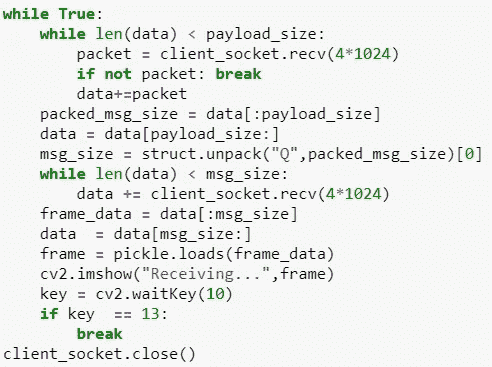 while True:
    while len(data) < payload_size:
        packet = client_socket.recv(4*1024)
        if not packet: break
        data+=packet
    packed_msg_size = data[:payload_size]
    data = data[payload_size:]
    msg_size = struct.unpack("Q",packed_msg_size)[0]
    while len(data) < msg_size:
        data += client_socket.recv(4*1024)
    frame_data = data[:msg_size]
    data  = data[msg_size:]
    frame = pickle.loads(frame_data)
    cv2.imshow("Receiving...",frame)
    key = cv2.waitKey(10)
    if key  == 13:
        break
client_socket.close()